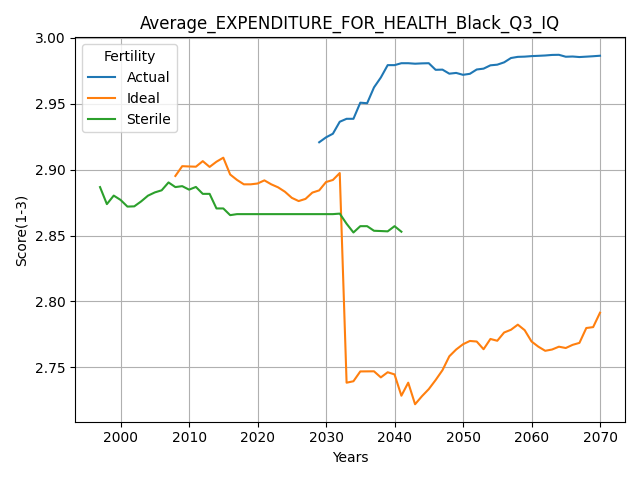 Average_EXPENDITURE_FOR_HEALTH_Black_Q3_IQ
Fertility
Actual
Ideal
Sterile
Score(1-3)
3.00
2.95
2.90
2.85
2.80
2.75
2000 2010 2020 2030 2040 2050 2060 2070
Years